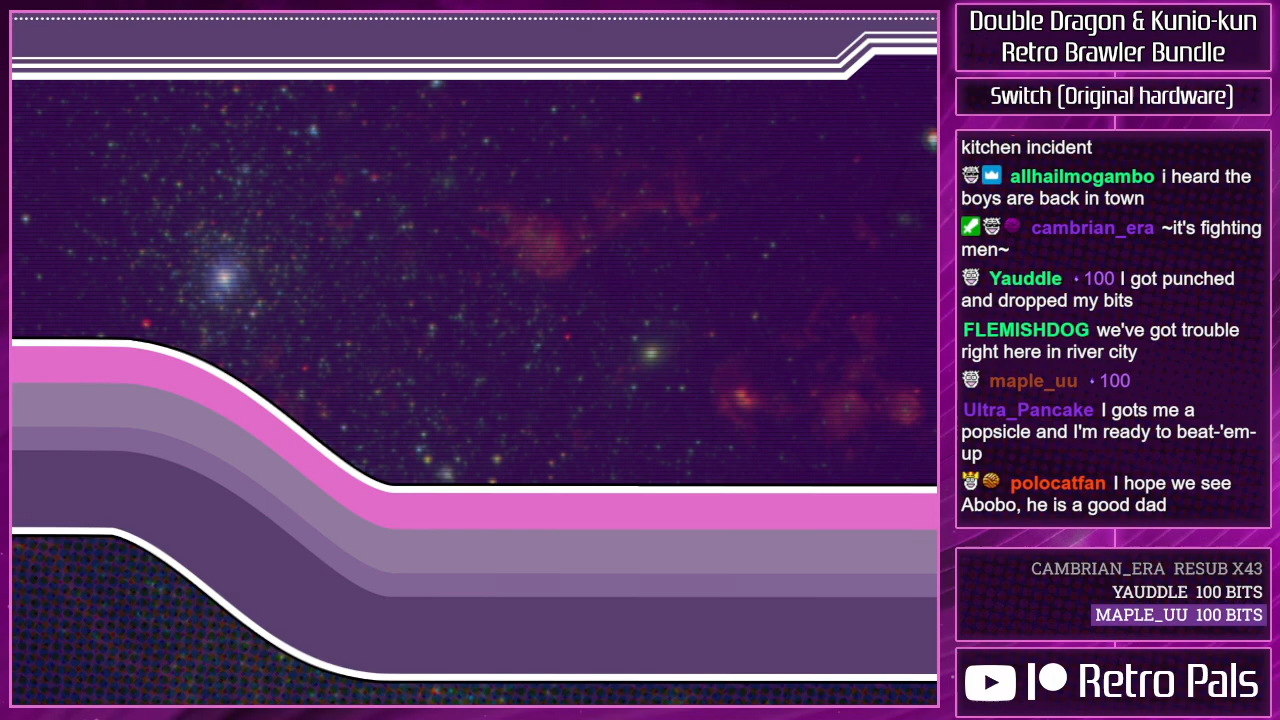 Double Dragon & Kunio-kun
Retro Brawler Bundle
Switch (Original hardware)
kitchen incident
allhailmogambo i heard the
boys are back in town
cambrian_era ~it's fighting
men~
Yauddle • 100 I got punched
and dropped my bits
FLEMISHDOG we've got trouble
right here in river city
maple_uu • 100
Ultra_Pancake I gots me a
popsicle and I'm ready to beat-'em-
up
polocatfan I hope we see
Abobo, he is a good dad
CAMBRIAN_ERA RESUB X43
YAUDDLE 100 BITS
MAPLE_UU 100 BITS
Retro Pals